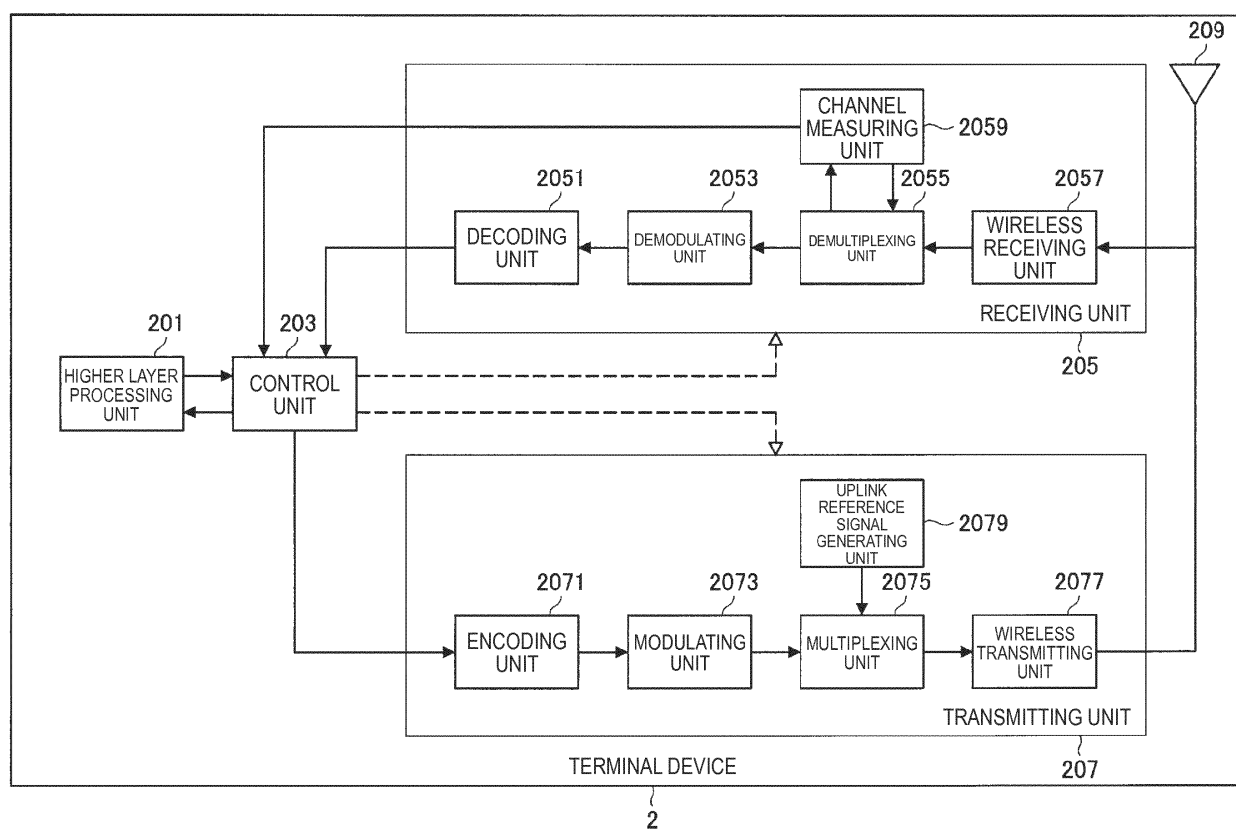 209
CHANNEL
MEASURING
UNIT
2059
2051
2053
2055
2057
DECODING
UNIT
DEMODULATING
UNIT
DEMULTIPLEXING
UNIT
WIRELESS
RECEIVING
UNIT
RECEIVING UNIT
205
201
203
HIGHER LAYER
PROCESSING
UNIT
CONTROL
UNIT
UPLINK
REFERENCE
SIGNAL
GENERATING
UNIT
2079
2071
2073
2075
2077
ENCODING
UNIT
MODULATING
UNIT
MULTIPLEXING
UNIT
WIRELESS
TRANSMITTING
UNIT
TRANSMITTING UNIT
207
TERMINAL DEVICE
2